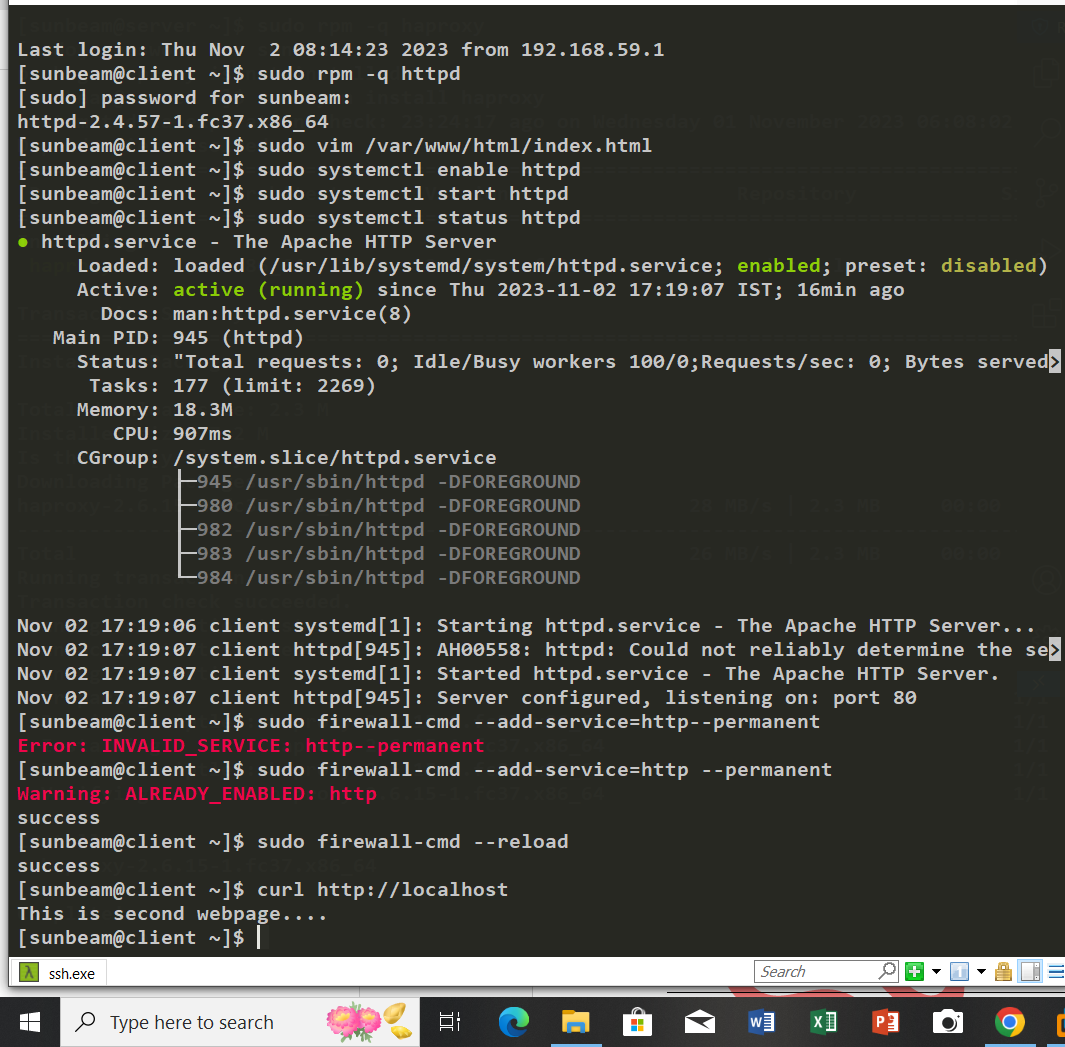 Last login: Thu Nov  2 08:14:23 2023 from 192.168.59.1
[sunbeam@client ~]$ sudo rpm -q httpd
[sudo] password for sunbeam:
httpd-2.4.57-1.fc37.x86_64
[sunbeam@client ~]$ sudo vim /var/www/html/index.html
[sunbeam@client ~]$ sudo systemctl enable httpd
[sunbeam@client ~]$ sudo systemctl start httpd
[sunbeam@client ~]$ sudo systemctl status httpd
● httpd.service - The Apache HTTP Server
     Loaded: loaded (/usr/lib/systemd/system/httpd.service; enabled; preset: disabled)
     Active: active (running) since Thu 2023-11-02 17:19:07 IST; 16min ago
       Docs: man:httpd.service(8)
   Main PID: 945 (httpd)
     Status: "Total requests: 0; Idle/Busy workers 100/0;Requests/sec: 0; Bytes served>
      Tasks: 177 (limit: 2269)
     Memory: 18.3M
        CPU: 907ms
     CGroup: /system.slice/httpd.service
             ├─945 /usr/sbin/httpd -DFOREGROUND
             ├─980 /usr/sbin/httpd -DFOREGROUND
             ├─982 /usr/sbin/httpd -DFOREGROUND
             ├─983 /usr/sbin/httpd -DFOREGROUND
             └─984 /usr/sbin/httpd -DFOREGROUND
Nov 02 17:19:06 client systemd[1]: Starting httpd.service - The Apache HTTP Server...
Nov 02 17:19:07 client httpd[945]: AH00558: httpd: Could not reliably determine the se>
Nov 02 17:19:07 client systemd[1]: Started httpd.service - The Apache HTTP Server.
Nov 02 17:19:07 client httpd[945]: Server configured, listening on: port 80
[sunbeam@client ~]$ sudo firewall-cmd --add-service=http--permanent
Error: INVALID_SERVICE: http--permanent
[sunbeam@client ~]$ sudo firewall-cmd --add-service=http --permanent
Warning: ALREADY_ENABLED: http
success
[sunbeam@client ~]$ sudo firewall-cmd --reload
success
[sunbeam@client ~]$ curl http://localhost
This is second webpage....
[sunbeam@client ~]$
λ ssh.exe
Search
Type here to search